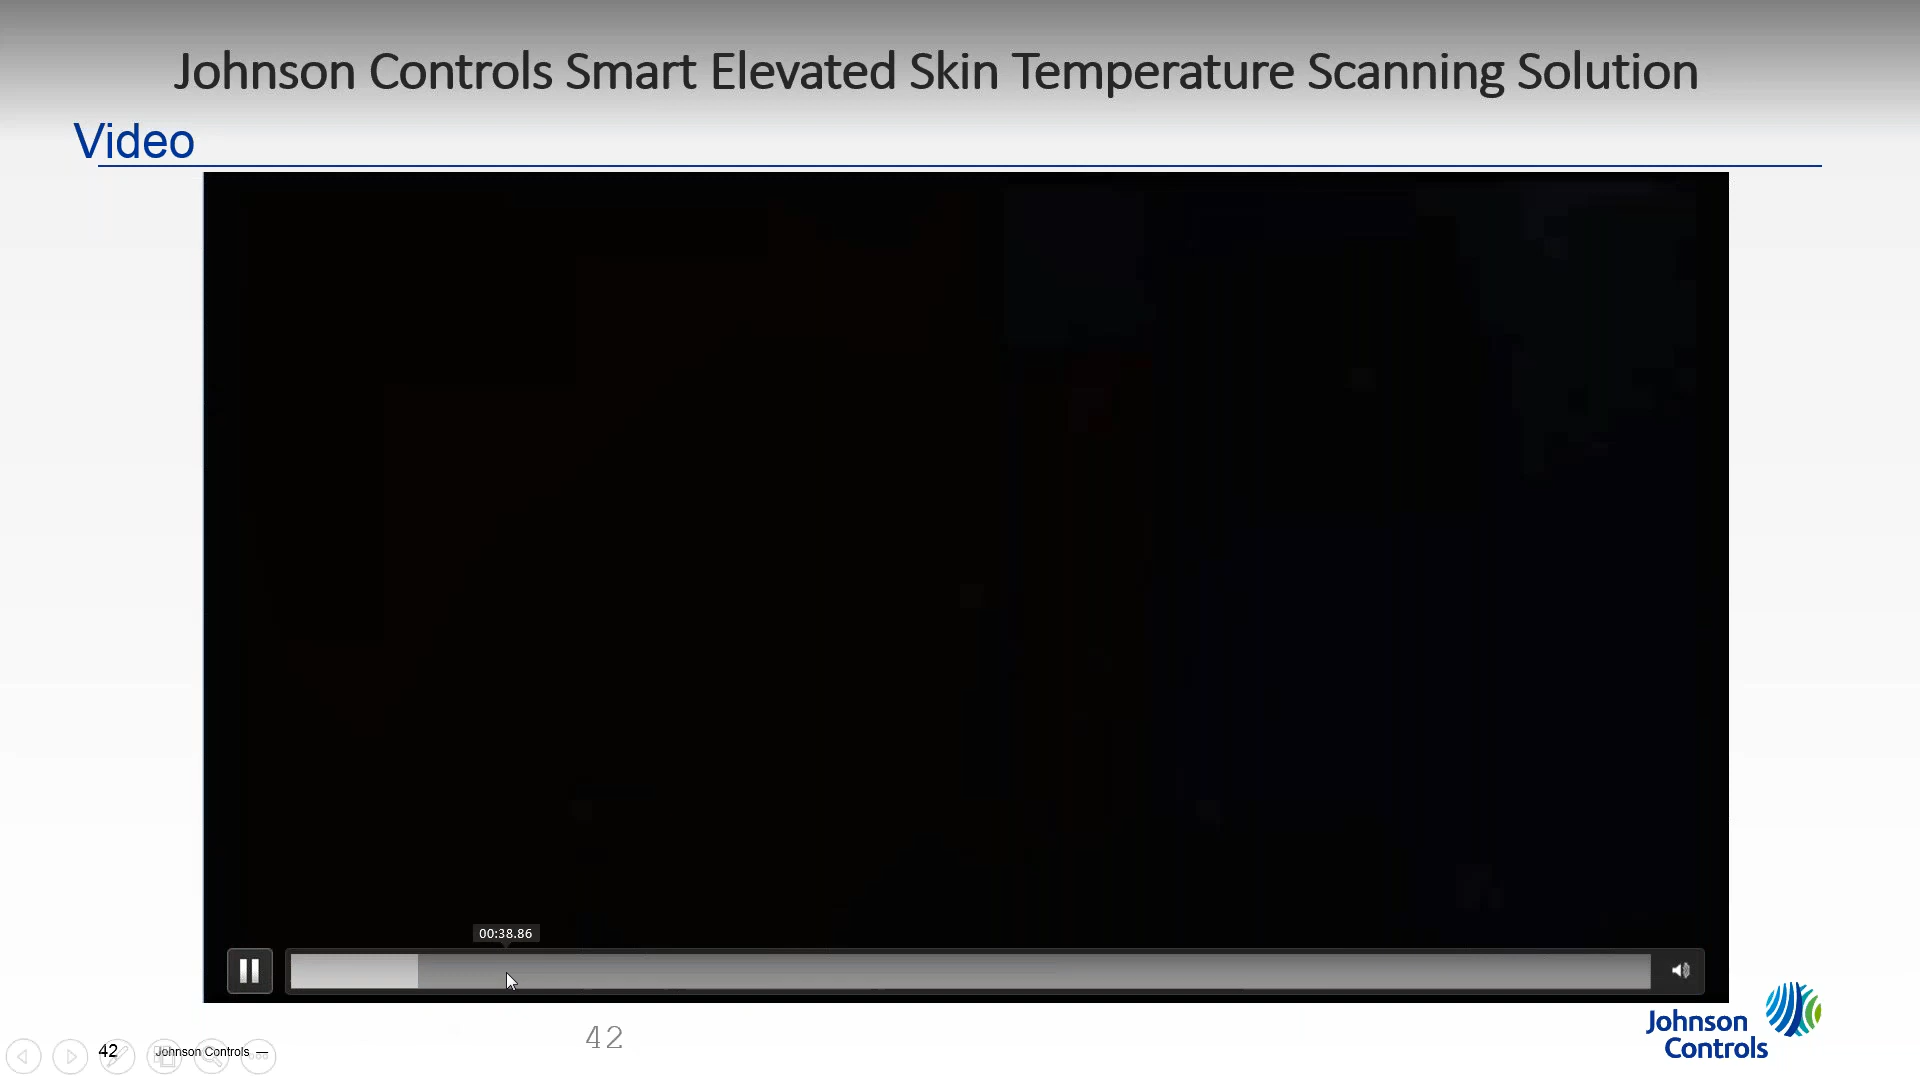 Johnson Controls Smart Elevated Skin Temperature Scanning Solution
Video
00:38.86
42
42 Johnson Controls —
Johnson
Controls